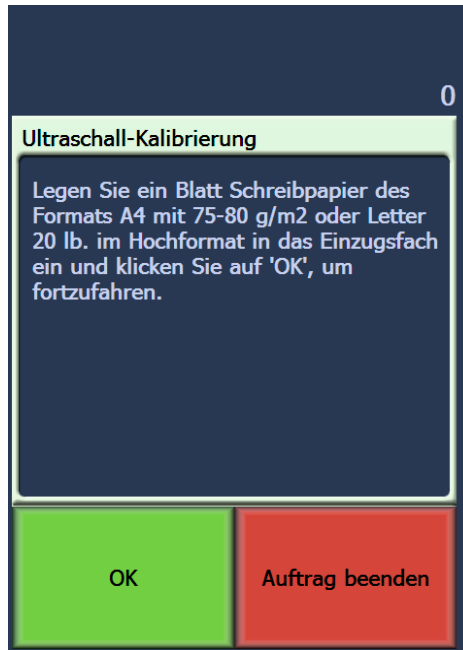 0
Ultraschall-Kalibrierung
Legen Sie ein Blatt Schreibpapier des
Formats A4 mit 75-80 g/m2 oder Letter
20 lb. im Hochformat in das Einzugsfach
ein und klicken Sie auf 'OK', um
fortzufahren.
OK
Auftrag beenden